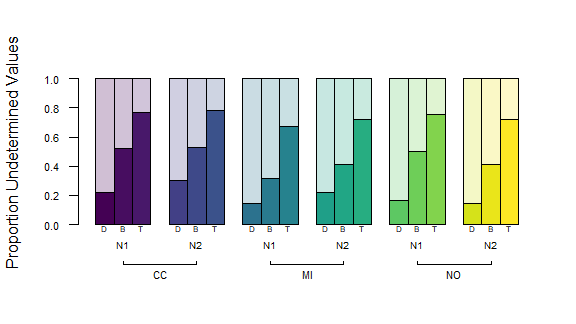 Proportion Undetermined Values
1.0
0.8
0.6
0.4
0.2
0.0
D B T D B T D B T D B T D B T D B T
N1 N2 N1 N2 N1 N2
CC MI NO